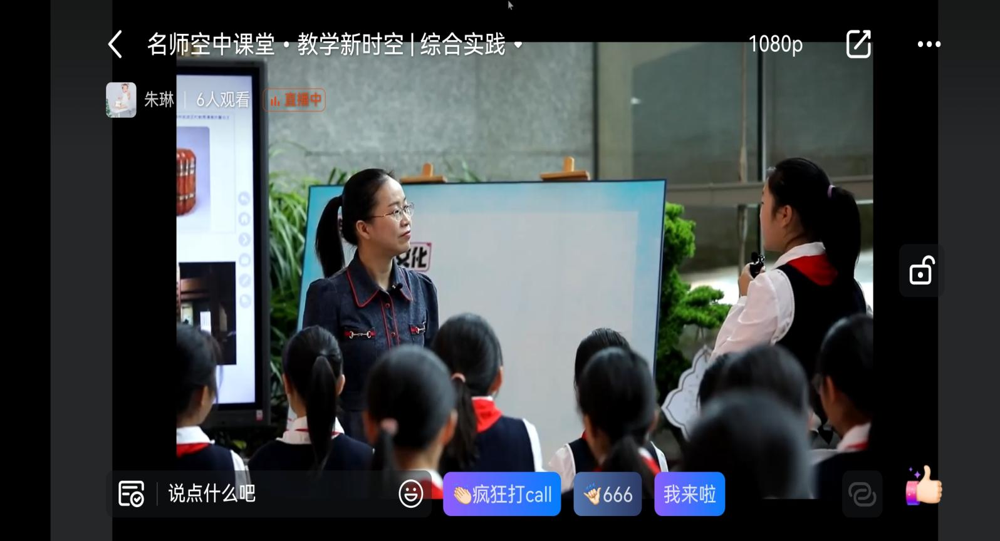 名师空中课堂·教学新时空|综合实践
1080p
朱琳 | 6人观看
直播中
文化
说点什么吧
👏疯狂打call
🤙666
我来啦